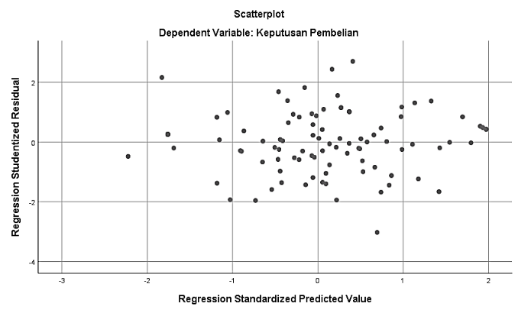 Scatterplot
Dependent Variable: Keputusan Pembelian
Regression Studentized Residual
2
0
-2
-4
-3
-2
-1
0
1
2
Regression Standardized Predicted Value